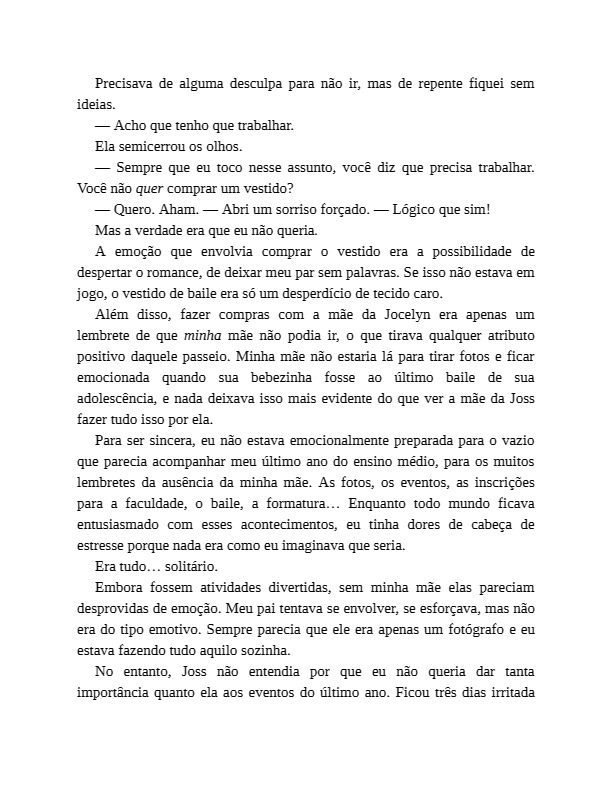 Precisava de alguma desculpa para não ir, mas de repente fiquei sem
ideias.
— Acho que tenho que trabalhar.
Ela semicerrou os olhos.
— Sempre que eu toco nesse assunto, você diz que precisa trabalhar.
Você não quer comprar um vestido?
— Quero. Aham. — Abri um sorriso forçado. — Lógico que sim!
Mas a verdade era que eu não queria.
A emoção que envolvia comprar o vestido era a possibilidade de
despertar o romance, de deixar meu par sem palavras. Se isso não estava em
jogo, o vestido de baile era só um desperdício de tecido caro.
Além disso, fazer compras com a mãe da Jocelyn era apenas um
lembrete de que minha mãe não podia ir, o que tirava qualquer atributo
positivo daquele passeio. Minha mãe não estaria lá para tirar fotos e ficar
emocionada quando sua bebezinha fosse ao último baile de sua
adolescência, e nada deixava isso mais evidente do que ver a mãe da Joss
fazer tudo isso por ela.
Para ser sincera, eu não estava emocionalmente preparada para o vazio
que parecia acompanhar meu último ano do ensino médio, para os muitos
lembretes da ausência da minha mãe. As fotos, os eventos, as inscrições
para a faculdade, o baile, a formatura… Enquanto todo mundo ficava
entusiasmado com esses acontecimentos, eu tinha dores de cabeça de
estresse porque nada era como eu imaginava que seria.
Era tudo… solitário.
Embora fossem atividades divertidas, sem minha mãe elas pareciam
desprovidas de emoção. Meu pai tentava se envolver, se esforçava, mas não
era do tipo emotivo. Sempre parecia que ele era apenas um fotógrafo e eu
estava fazendo tudo aquilo sozinha.
No entanto, Joss não entendia por que eu não queria dar tanta
importância quanto ela aos eventos do último ano. Ficou três dias irritada